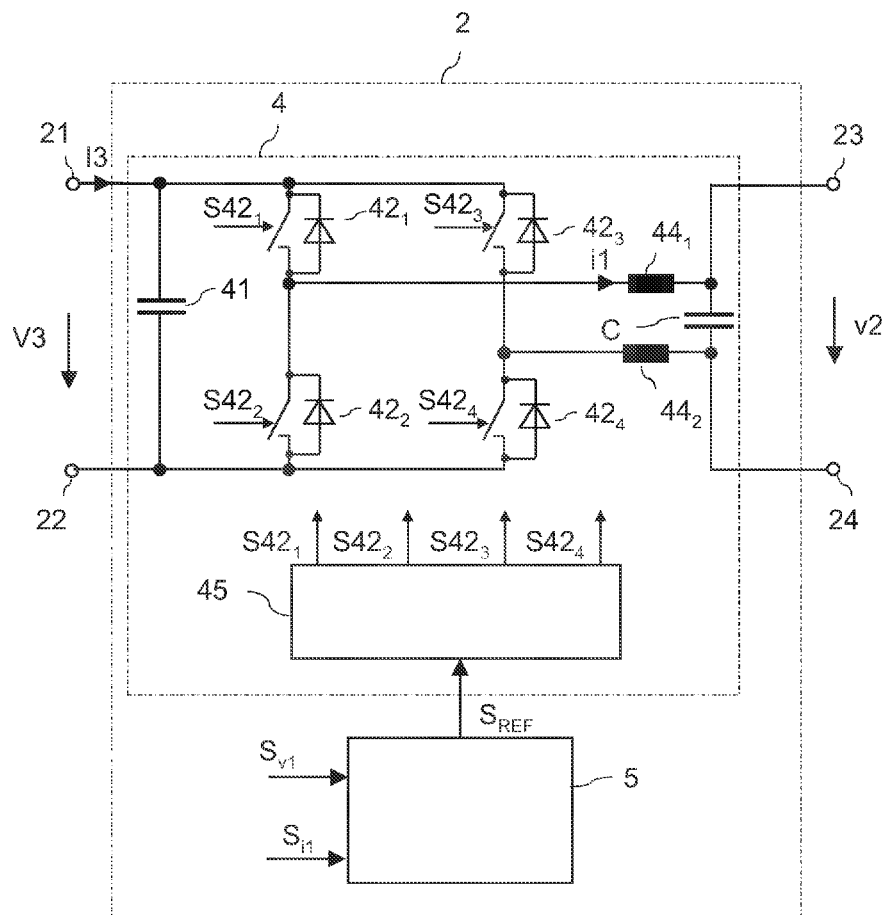 2
4
21
I3
23
S42₁
42₁
S42₃
42₃
44₁
i1
41
C
V3
v2
S42₂
42₂
S42₄
42₄
44₂
22
24
S42₁ S42₂ S42₃ S42₄
45
S_REF
S_v1
5
S_i1